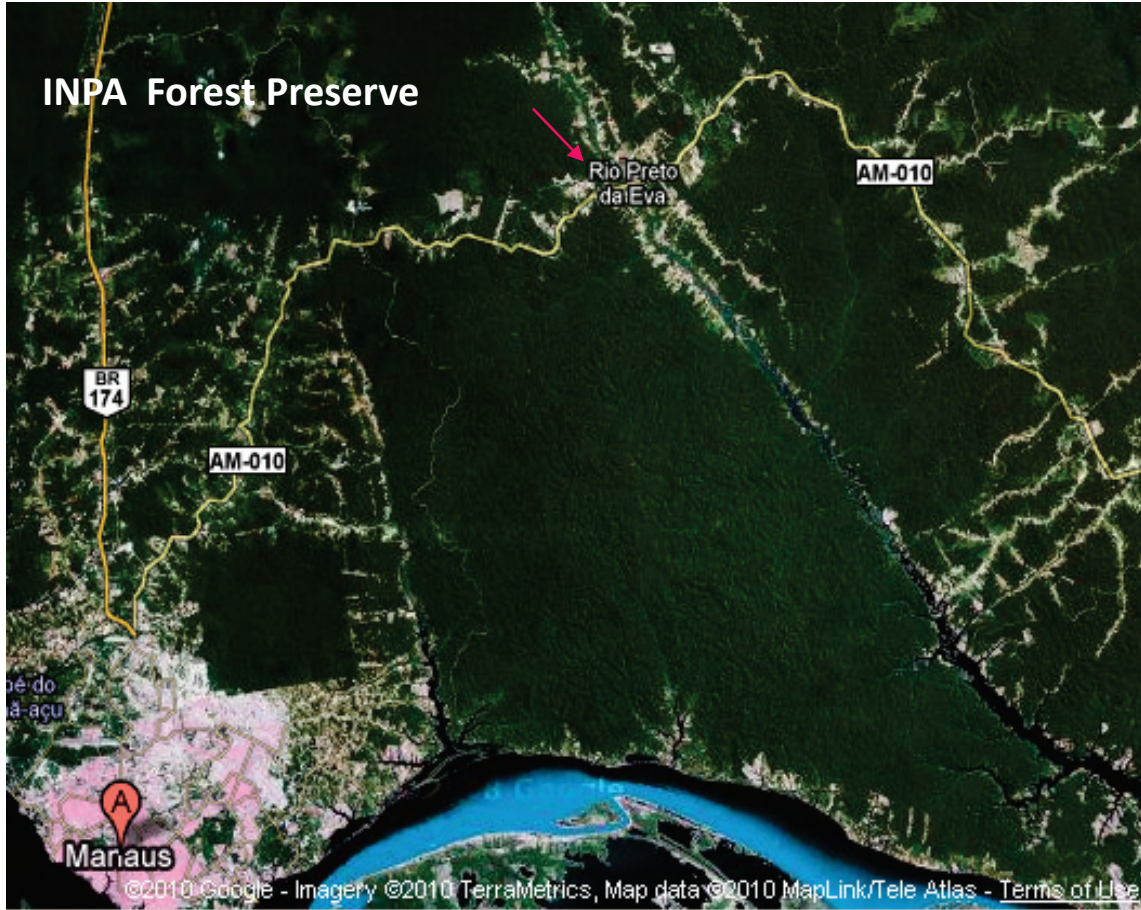 INPA Forest Preserve
Rio Preto
da Eva
AM-010
BR
174
AM-010
Manaus
A
©2010 Google - Imagery ©2010 TerraMetrics, Map data ©2010 MapLink/Tele Atlas - Terms of Use